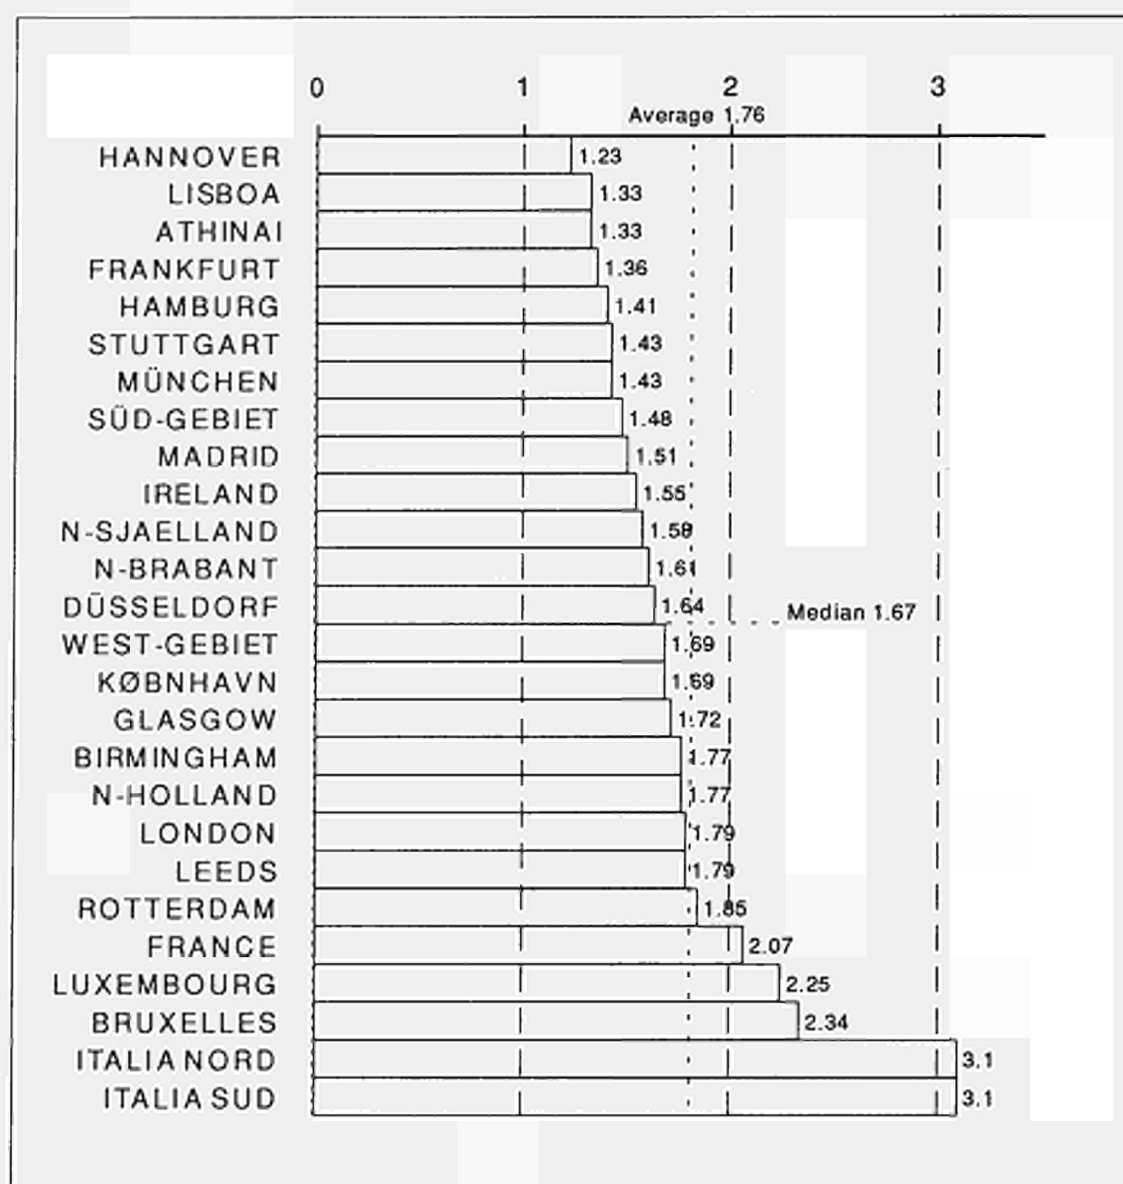 0 1 2 3
Average 1.76
HANNOVER 1.23
LISBOA 1.33
ATHINAI 1.33
FRANKFURT 1.36
HAMBURG 1.41
STUTTGART 1.43
MÜNCHEN 1.43
SÜD-GEBIET 1.48
MADRID 1.51
IRELAND 1.55
N-SJAELLAND 1.58
N-BRABANT 1.61
DÜSSELDORF 1.64
Median 1.67
WEST-GEBIET 1.69
KØBNHAVN 1.69
GLASGOW 1.72
BIRMINGHAM 1.77
N-HOLLAND 1.77
LONDON 1.79
LEEDS 1.79
ROTTERDAM 1.85
FRANCE 2.07
LUXEMBOURG 2.25
BRUXELLES 2.34
ITALIA NORD 3.1
ITALIA SUD 3.1